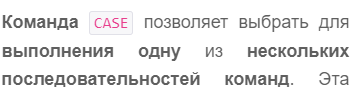 Команда CASE позволяет выбрать для
выполнения одну из нескольких
последовательностей команд. Эта